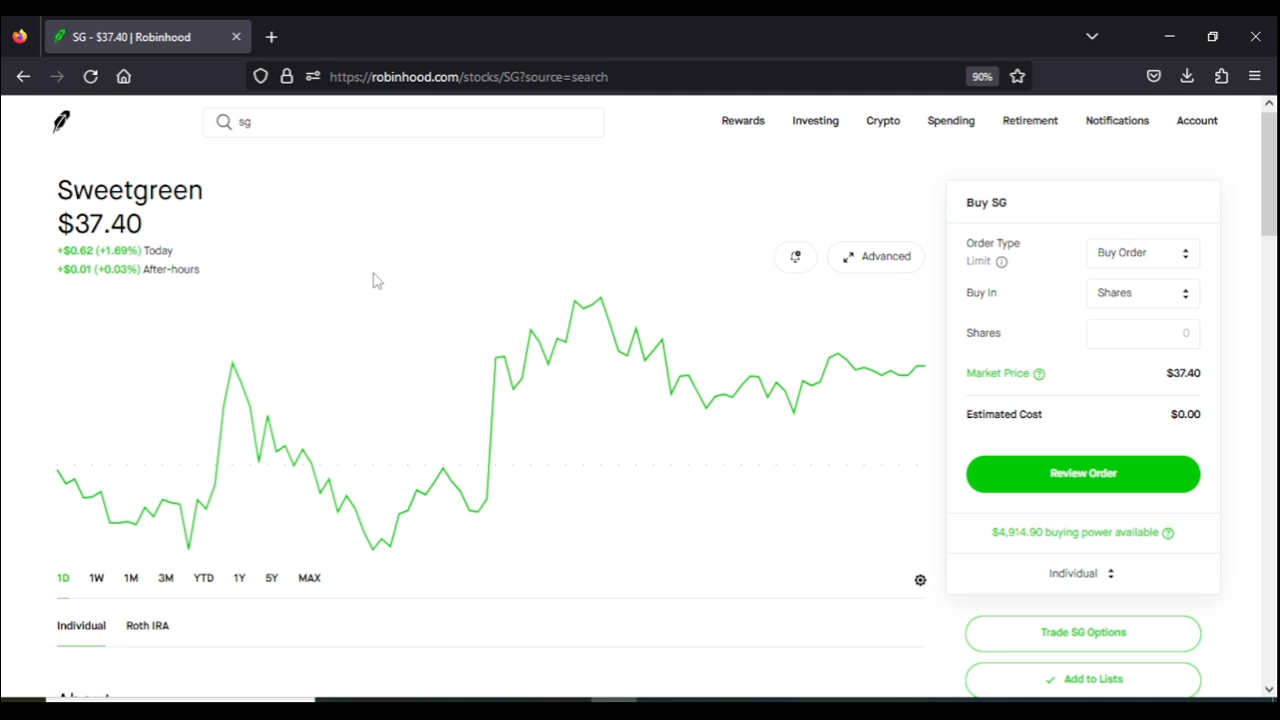 SG - $37.40 | Robinhood
https://robinhood.com/stocks/SG?source=search
90%
sg
Rewards
Investing
Crypto
Spending
Retirement
Notifications
Account
Sweetgreen
$37.40
+$0.62 (+1.69%) Today
+$0.01 (+0.03%) After-hours
Advanced
1D
1W
1M
3M
YTD
1Y
5Y
MAX
Individual
Roth IRA
Buy SG
Order Type
Limit
Buy Order
Buy In
Shares
Shares
0
Market Price
$37.40
Estimated Cost
$0.00
Review Order
$4,914.90 buying power available
Individual
Trade SG Options
Add to Lists